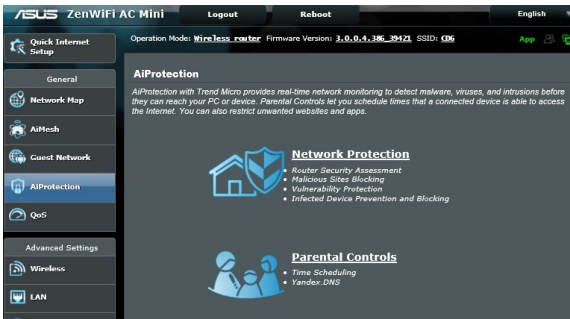 ASUS ZenWiFi AC Mini Logout Reboot English
Quick Internet Setup
Operation Mode: Wireless router Firmware Version: 3.0.0.4.386_39421 SSID: CD6 App
General
Network Map
AiMesh
Guest Network
AiProtection
QoS
Advanced Settings
Wireless
LAN
AiProtection
AiProtection with Trend Micro provides real-time network monitoring to detect malware, viruses, and intrusions before
they can reach your PC or device. Parental Controls let you schedule times that a connected device is able to access
the Internet. You can also restrict unwanted websites and apps.
Network Protection
Router Security Assessment
Malicious Sites Blocking
Vulnerability Protection
Infected Device Prevention and Blocking
Parental Controls
Time Scheduling
Yandex.DNS